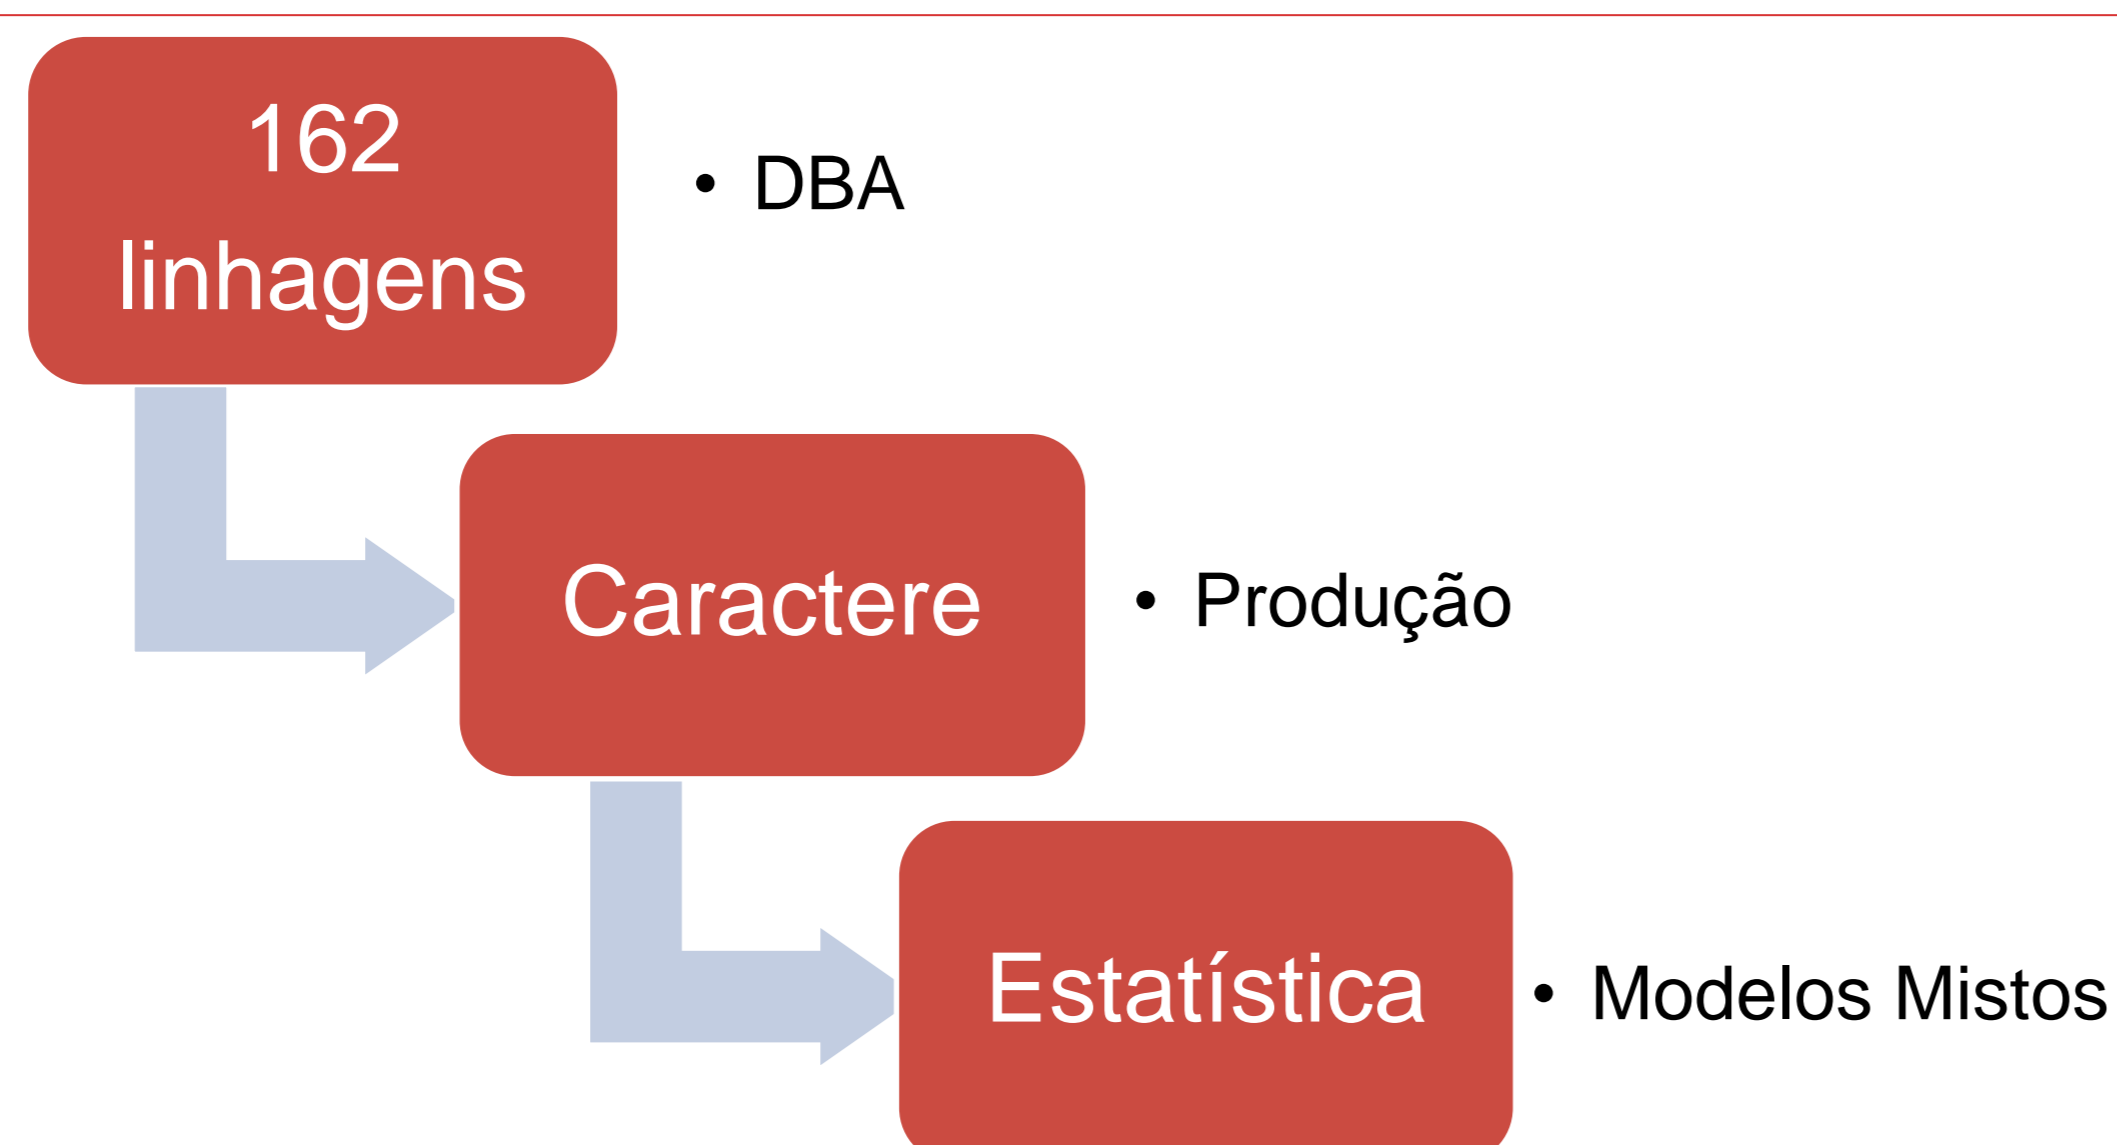 162
linhagens
• DBA
Caractere
• Produção
Estatística
• Modelos Mistos